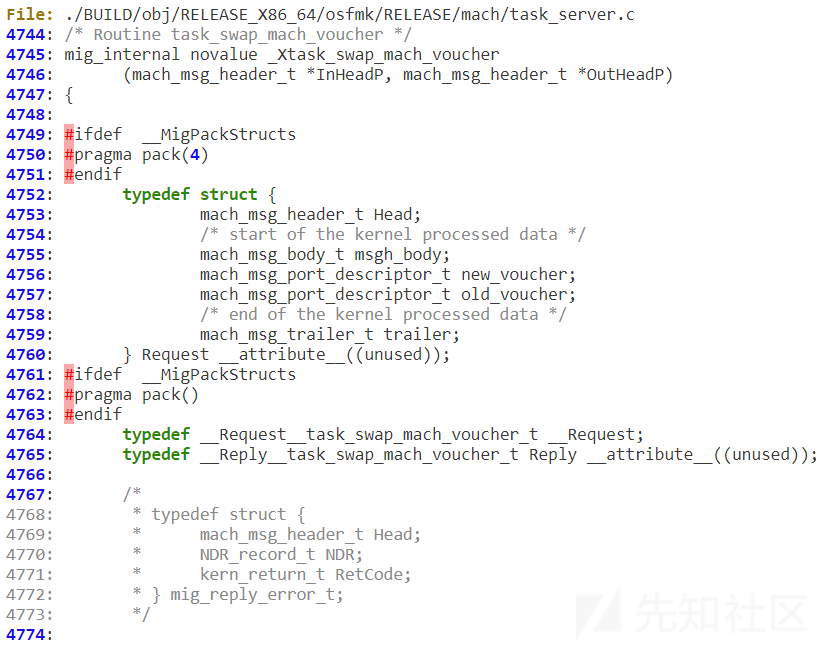 File: ./BUILD/obj/RELEASE_X86_64/osfmk/RELEASE/mach/task_server.c
4744: /* Routine task_swap_mach_voucher */
4745: mig_internal novalue _Xtask_swap_mach_voucher
4746:       (mach_msg_header_t *InHeadP, mach_msg_header_t *OutHeadP)
4747: {
4748:
4749: #ifdef  __MigPackStructs
4750: #pragma pack(4)
4751: #endif
4752:       typedef struct {
4753:               mach_msg_header_t Head;
4754:               /* start of the kernel processed data */
4755:               mach_msg_body_t msgh_body;
4756:               mach_msg_port_descriptor_t new_voucher;
4757:               mach_msg_port_descriptor_t old_voucher;
4758:               /* end of the kernel processed data */
4759:               mach_msg_trailer_t trailer;
4760:       } Request __attribute__((unused));
4761: #ifdef  __MigPackStructs
4762: #pragma pack()
4763: #endif
4764:       typedef __Request__task_swap_mach_voucher_t __Request;
4765:       typedef __Reply__task_swap_mach_voucher_t Reply __attribute__((unused));
4766:
4767:       /*
4768:        * typedef struct {
4769:        *      mach_msg_header_t Head;
4770:        *      NDR_record_t NDR;
4771:        *      kern_return_t RetCode;
4772:        * } mig_reply_error_t;
4773:        */
4774:
先知社区